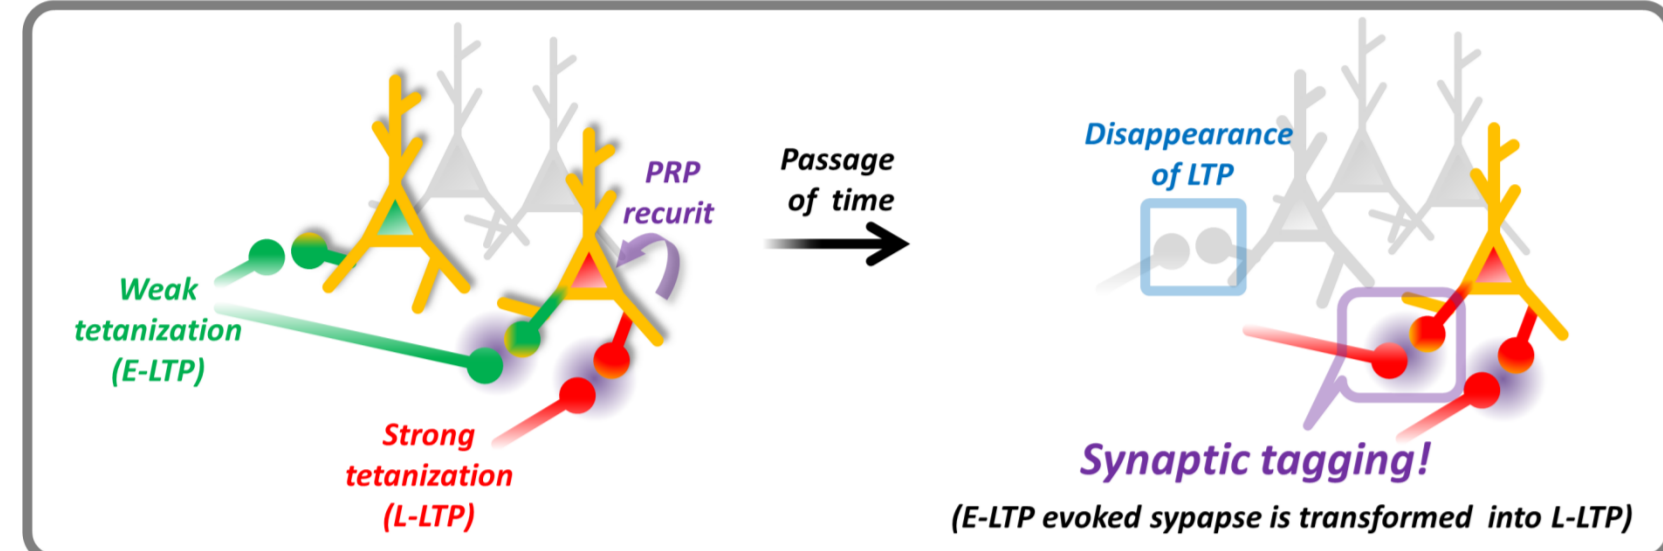 PRP
recurit
Weak
tetanization
(E-LTP)
Strong
tetanization
(L-LTP)
Passage
of time
Disappearance
of LTP
Synaptic tagging!
(E-LTP evoked sypapse is transformed into L-LTP)